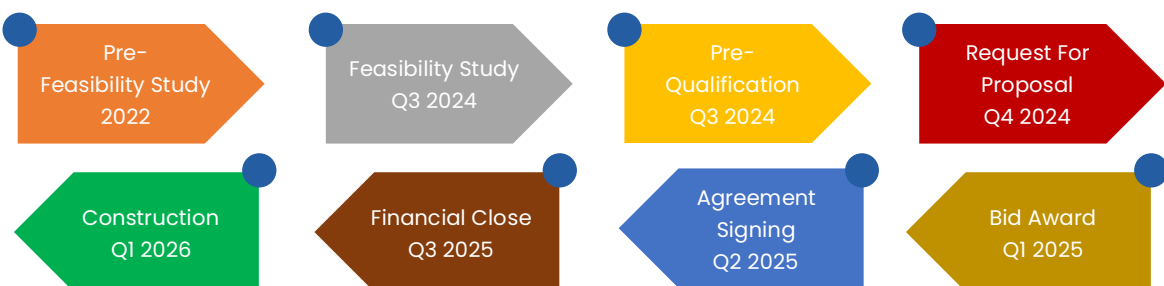 Pre-
Feasibility Study
2022
Feasibility Study
Q3 2024
Pre-
Qualification
Q3 2024
Request For
Proposal
Q4 2024
Construction
Q1 2026
Financial Close
Q3 2025
Agreement
Signing
Q2 2025
Bid Award
Q1 2025